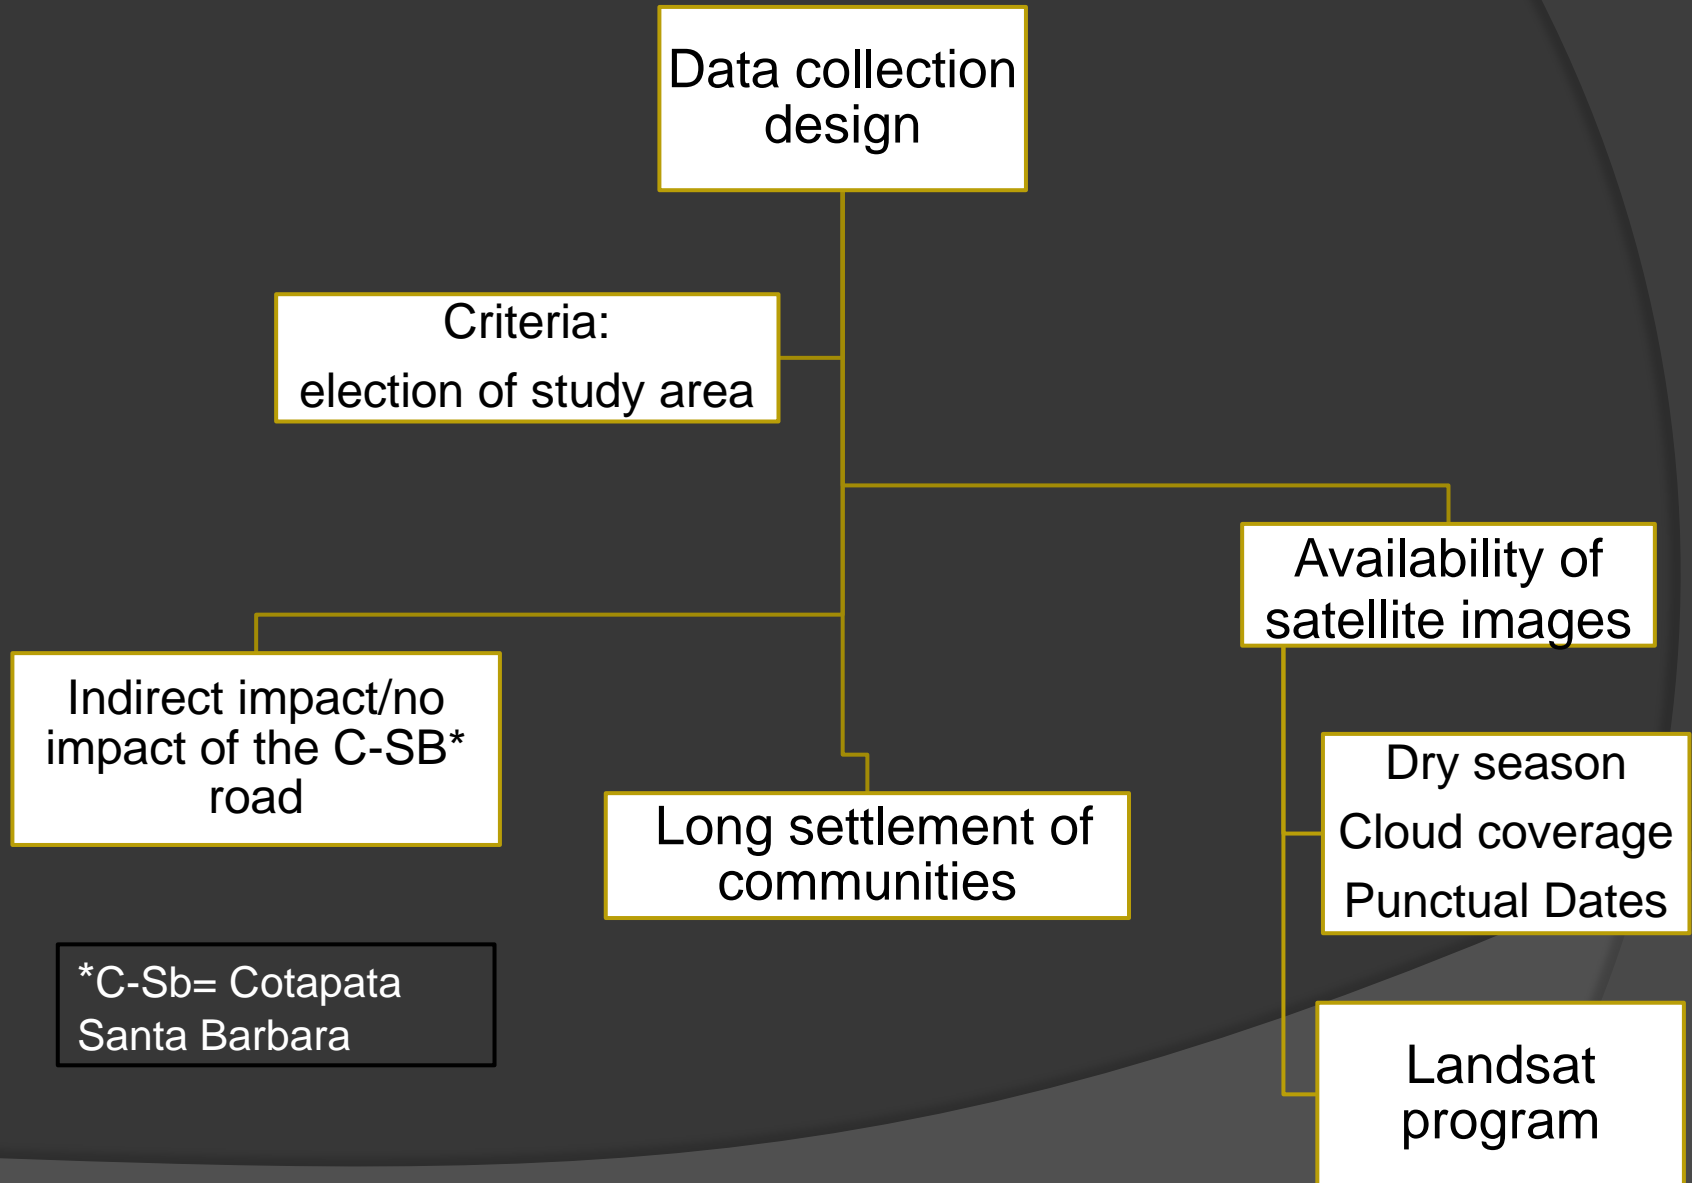 Data collection
design
Criteria:
election of study area
Availability of
satellite images
Indirect impact/no
impact of the C-SB*
road
Long settlement of
communities
Dry season
Cloud coverage
Punctual Dates
*C-Sb= Cotapata
Santa Barbara
Landsat
program